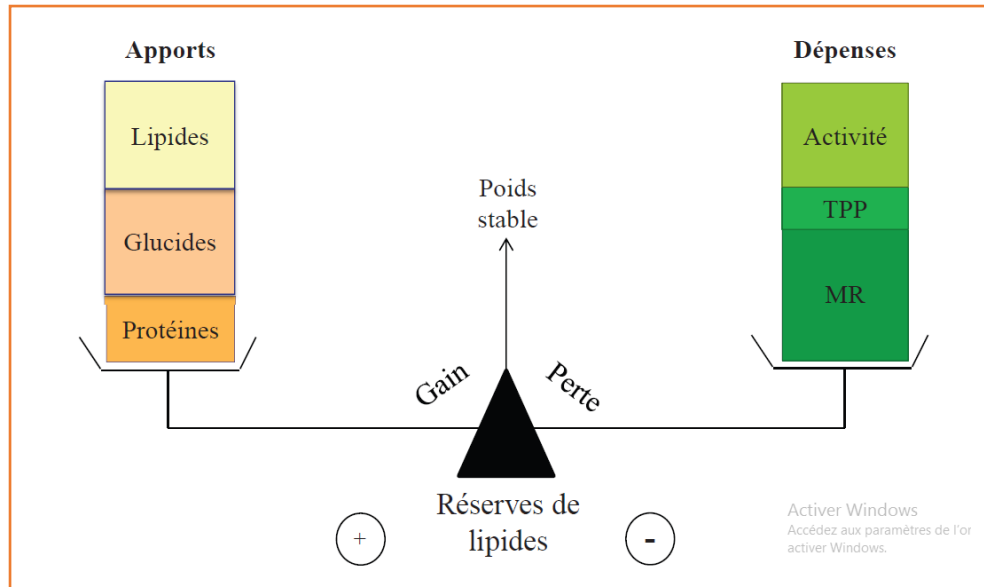 Apports
Dépenses
Lipides
Activité
Poids
stable
TPP
Glucides
MR
Protéines
Gain
Perte
Réserves de
lipides
+
-
Activer Windows
Accédez aux paramètres de l'or
activer Windows.